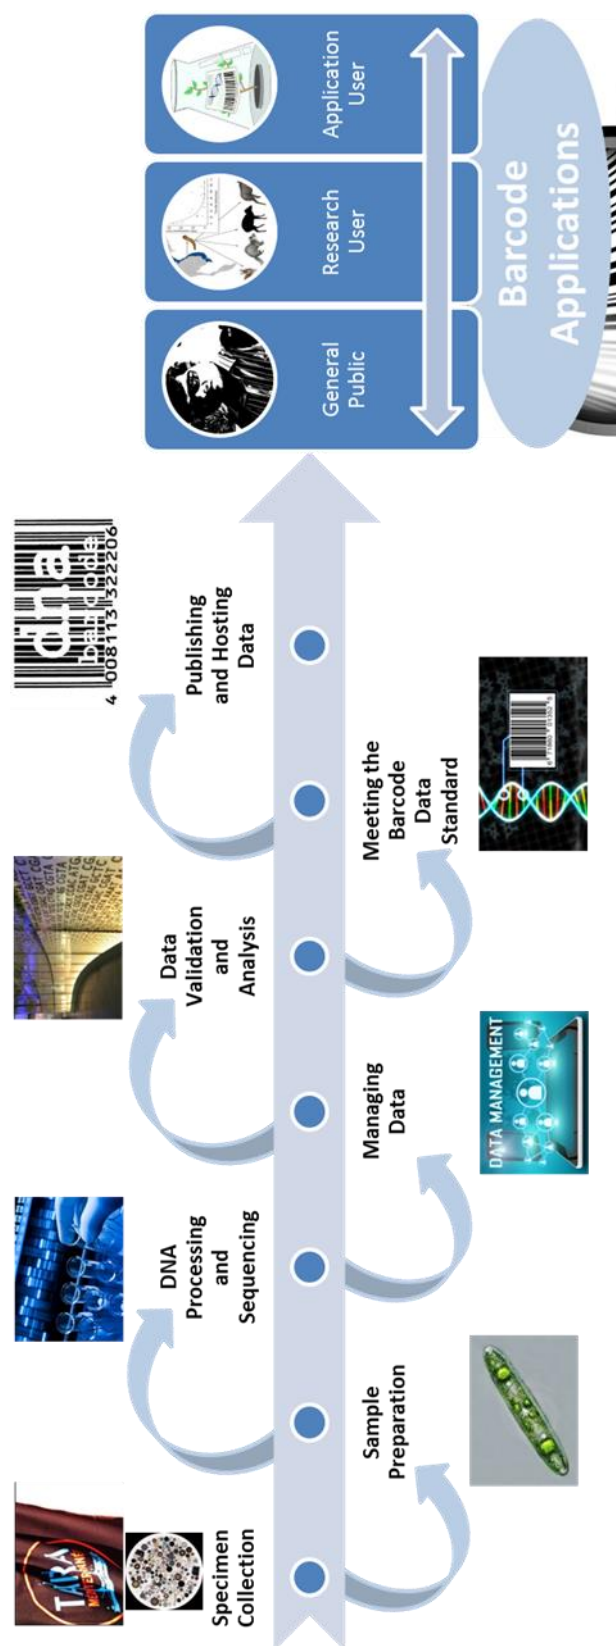 TARA
Specimen
Collection
Sample
Preparation
DNA
Processing
and
Sequencing
Managing
Data
DATA MANAGEMENT
Data
Validation
and
Analysis
Meeting the
Barcode
Data
Standard
Publishing
and Hosting
Data
dna
barcode
4 008113 322206
General
Public
Research
User
Application
User
Barcode
Applications